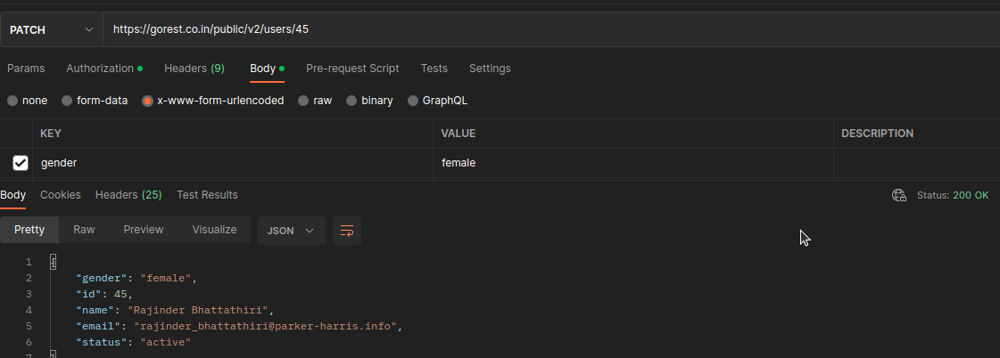 PATCH https://gorest.co.in/public/v2/users/45
Params Authorization Headers (9) Body Pre-request Script Tests Settings
none form-data x-www-form-urlencoded raw binary GraphQL
KEY VALUE DESCRIPTION
gender female
Body Cookies Headers (25) Test Results Status: 200 OK
Pretty Raw Preview Visualize JSON
1 {
2 "gender": "female",
3 "id": 45,
4 "name": "Rajinder Bhattathiri",
5 "email": "rajinder_bhattathiri@parker-harris.info",
6 "status": "active"
7 }